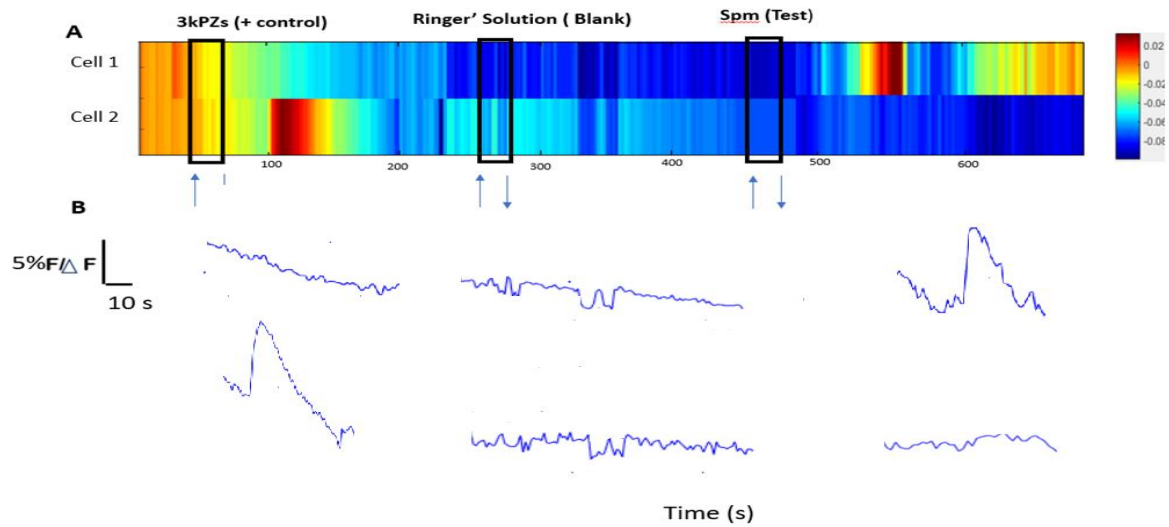 3kPZs (+ control)
Ringer’ Solution ( Blank)
Spm (Test)
A
Cell 1
Cell 2
0.02
0
-0.02
-0.04
-0.06
-0.08
100
200
300
400
500
600
B
5%F/△ F
10 s
Time (s)